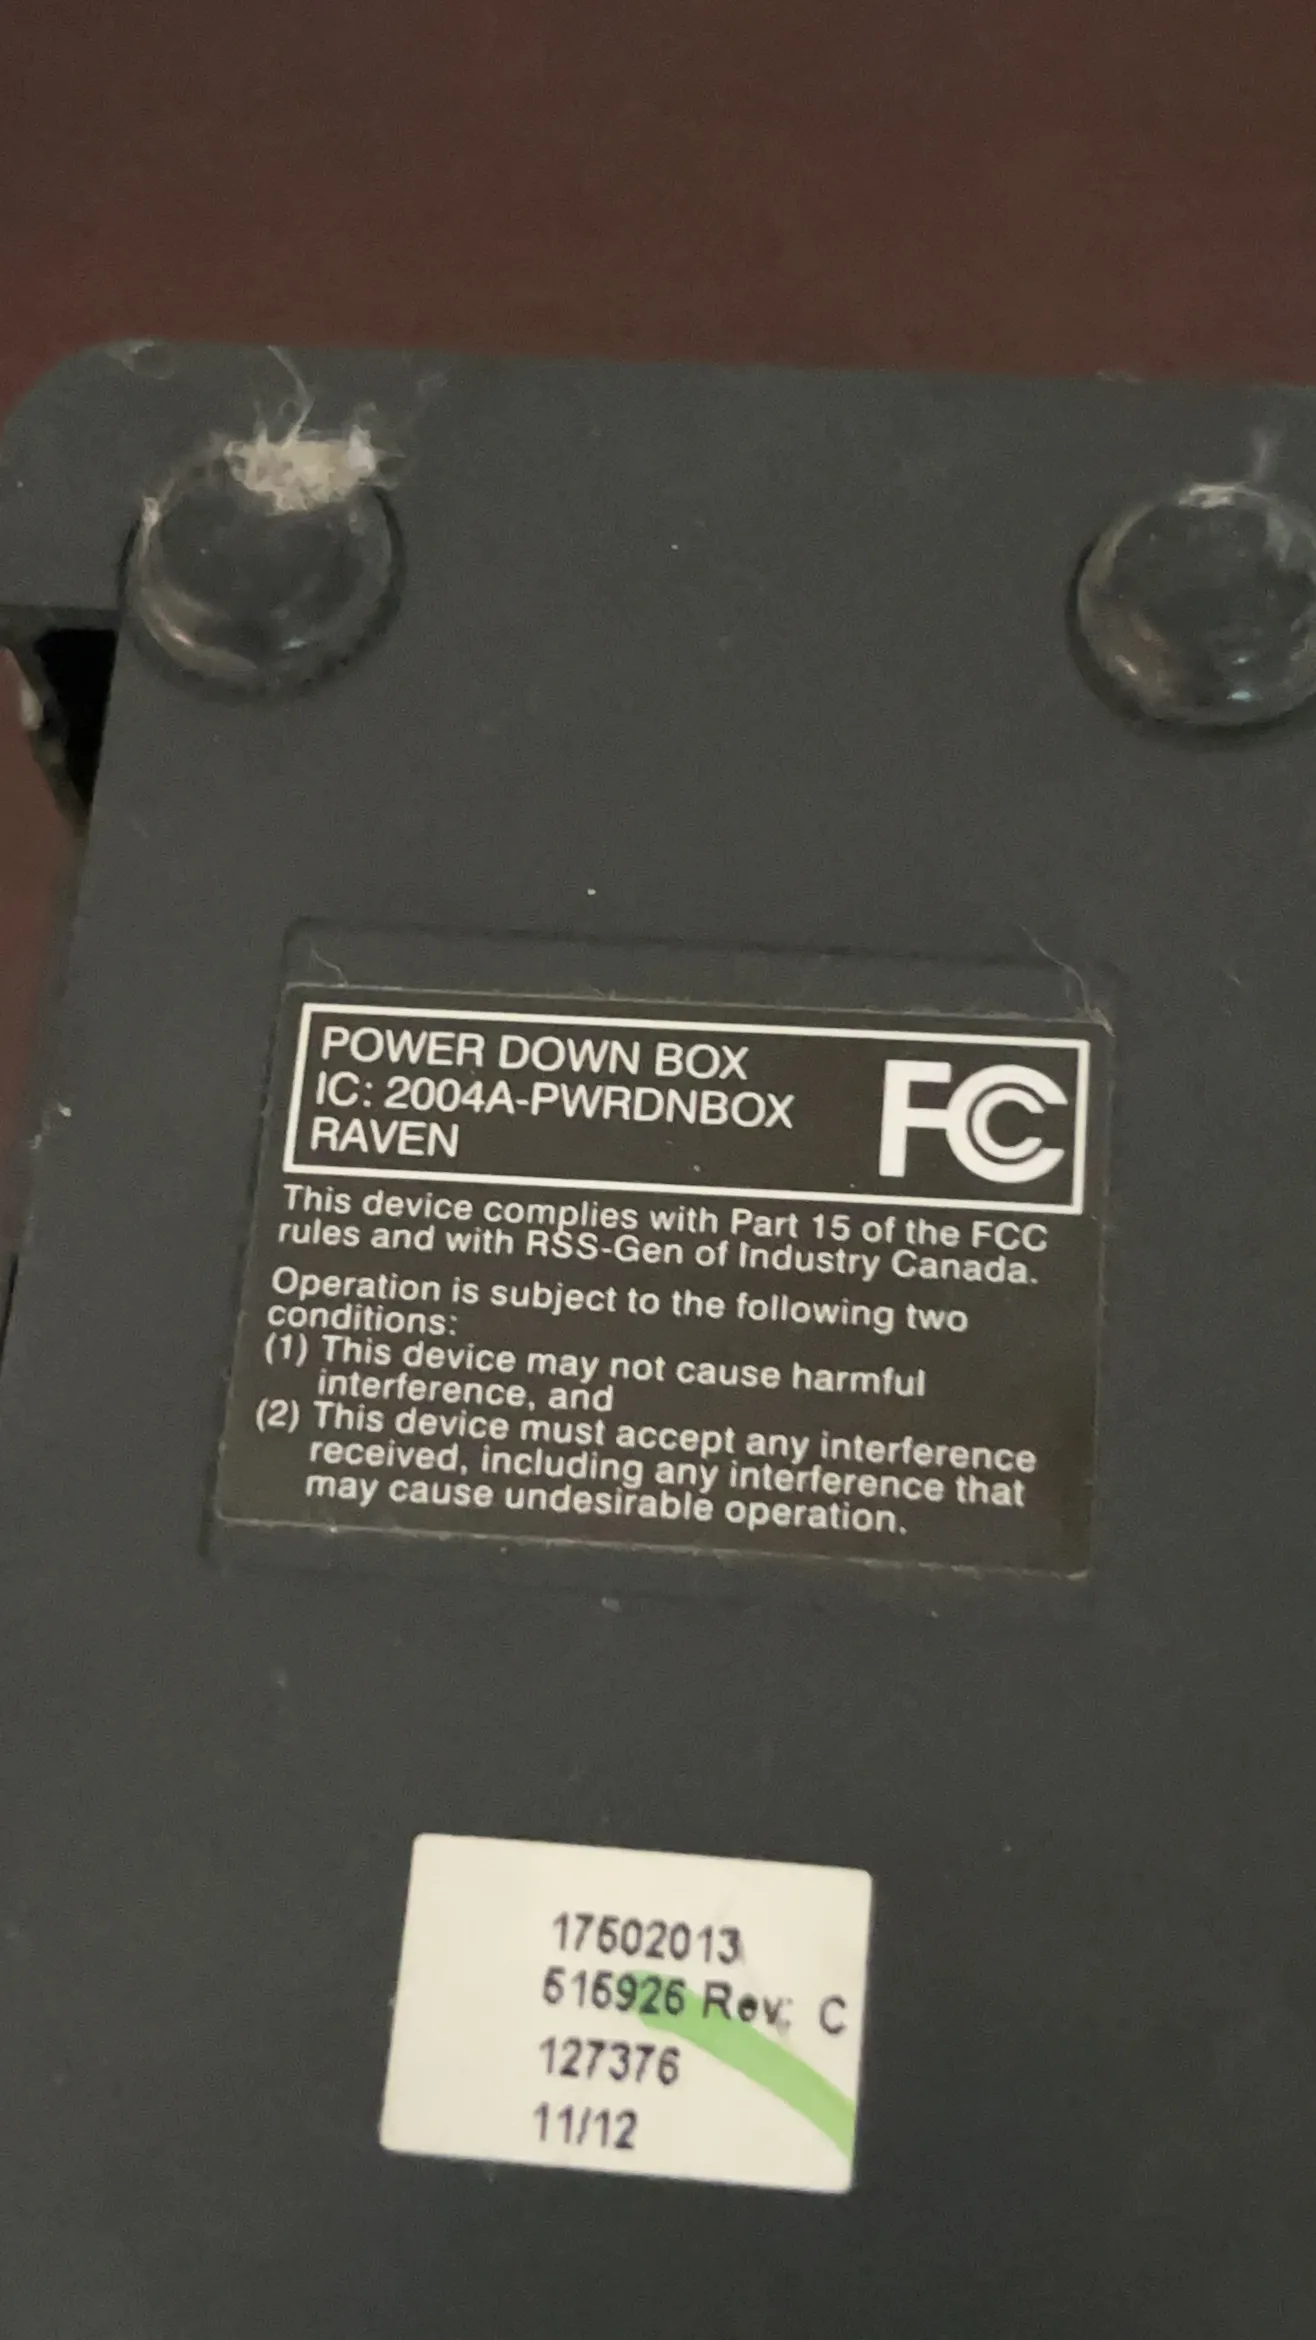 POWER DOWN BOX
IC: 2004A-PWRDNBOX
RAVEN
FC
This device complies with Part 15 of the FCC
rules and with RSS-Gen of Industry Canada.
Operation is subject to the following two
conditions:
(1) This device may not cause harmful
interference, and
(2) This device must accept any interference
received, including any interference that
may cause undesirable operation.
17602013
616926 Rev: C
127376
11/12